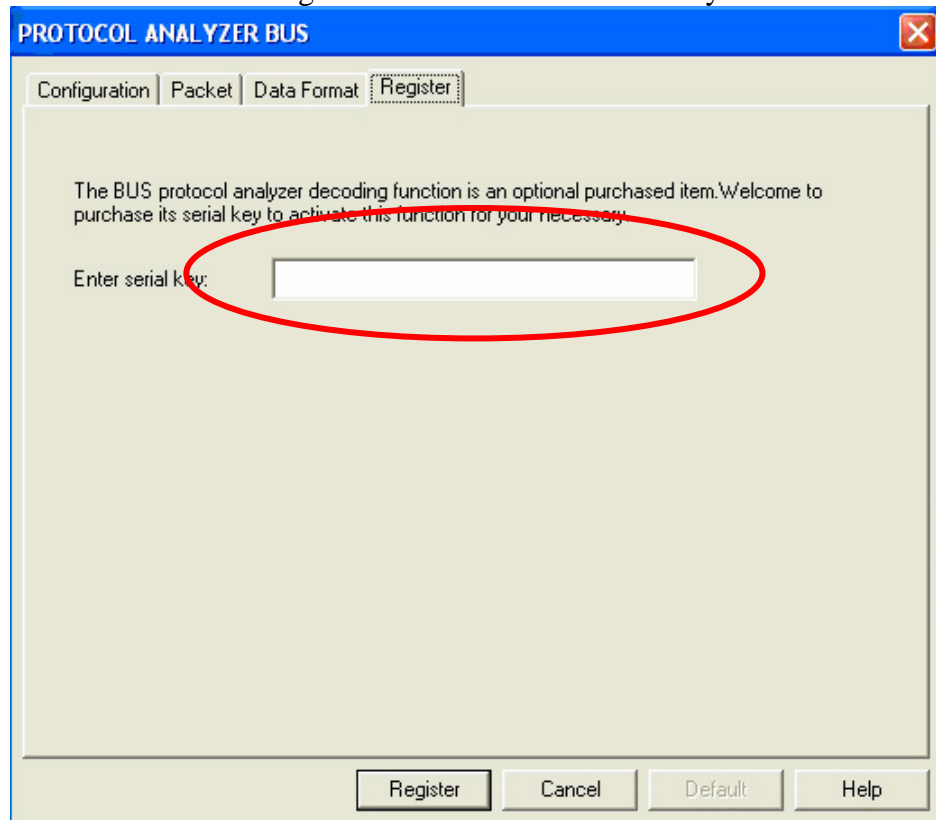 PROTOCOL ANALYZER BUS
Configuration Packet Data Format Register
The BUS protocol analyzer decoding function is an optional purchased item.Welcome to
purchase its serial key to activate this function for your necessary.
Enter serial key:
Register Cancel Default Help